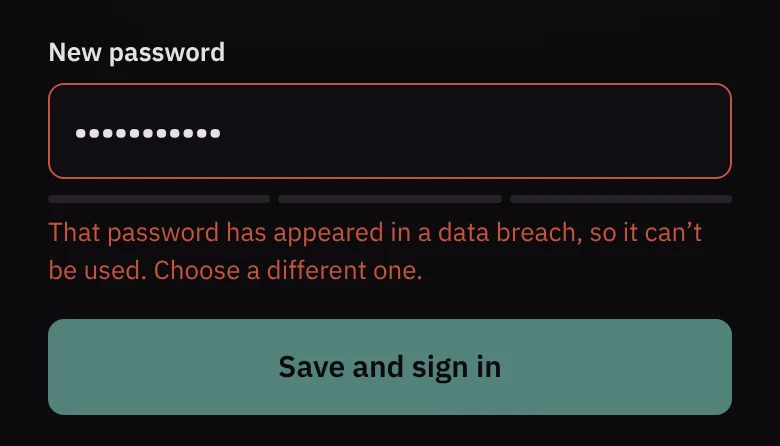 New password
•••••••••••
That password has appeared in a data breach, so it can’t
be used. Choose a different one.
Save and sign in